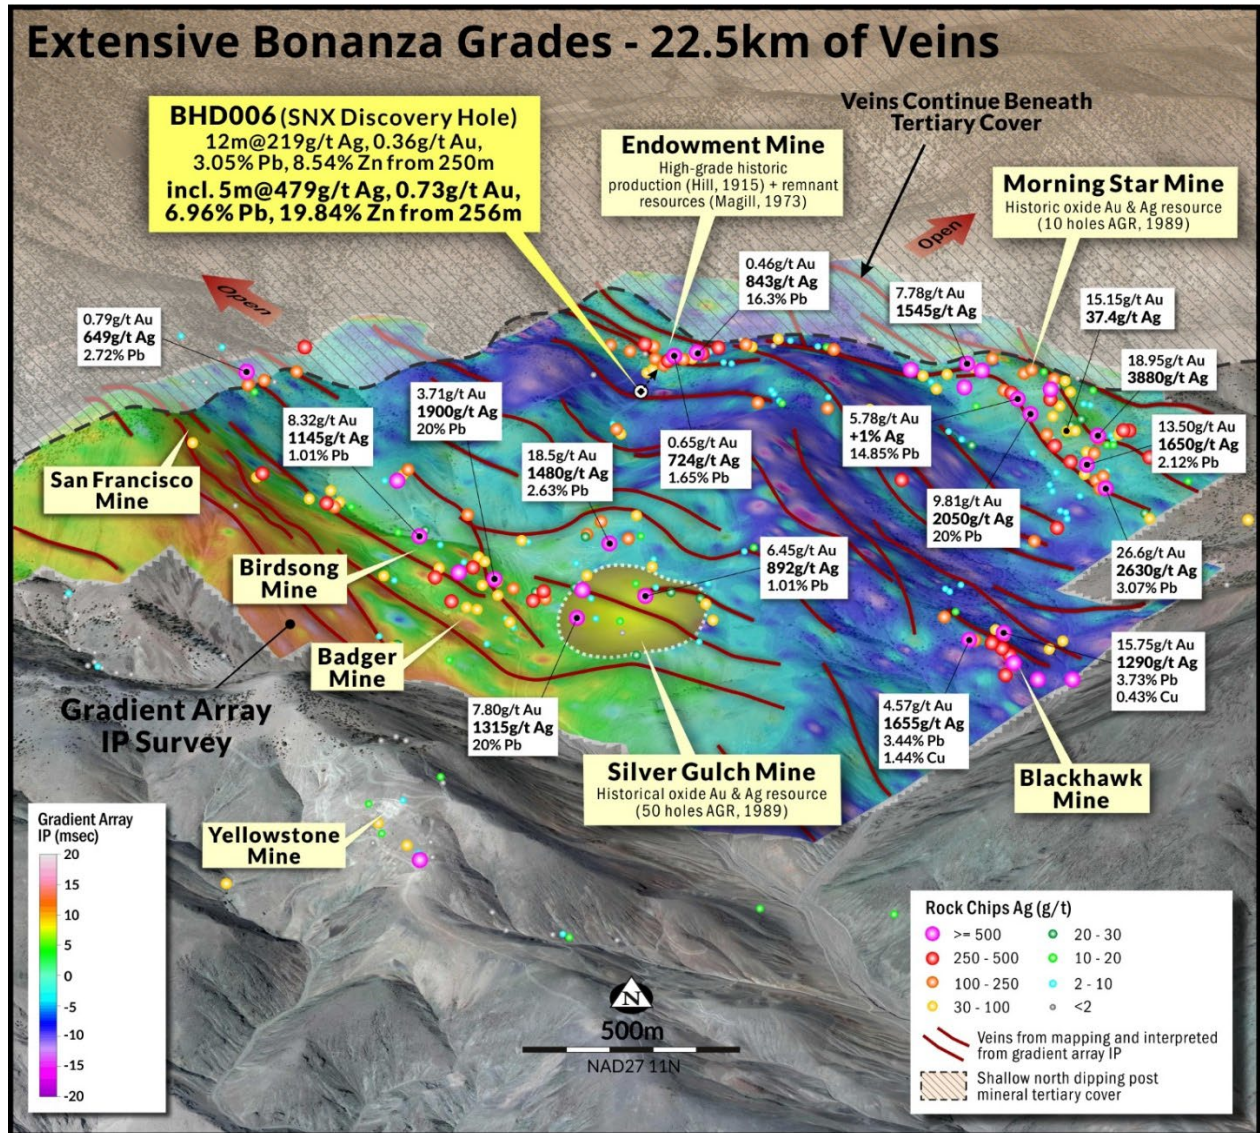 Extensive Bonanza Grades - 22.5km of Veins
BHD006 (SNX Discovery Hole)
12m@219g/t Ag, 0.36g/t Au,
3.05% Pb, 8.54% Zn from 250m
incl. 5m@479g/t Ag, 0.73g/t Au,
6.96% Pb, 19.84% Zn from 256m
Endowment Mine
High-grade historic
production (Hill, 1915) + remnant
resources (Magill, 1973)
Veins Continue Beneath
Tertiary Cover
Morning Star Mine
Historic oxide Au & Ag resource
(10 holes AGR, 1989)
Open
Open
0.79g/t Au
649g/t Ag
2.72% Pb
0.46g/t Au
843g/t Ag
16.3% Pb
7.78g/t Au
1545g/t Ag
15.15g/t Au
37.4g/t Ag
18.95g/t Au
3880g/t Ag
8.32g/t Au
1145g/t Ag
1.01% Pb
3.71g/t Au
1900g/t Ag
20% Pb
18.5g/t Au
1480g/t Ag
2.63% Pb
0.65g/t Au
724g/t Ag
1.65% Pb
5.78g/t Au
+1% Ag
14.85% Pb
13.50g/t Au
1650g/t Ag
2.12% Pb
9.81g/t Au
2050g/t Ag
20% Pb
26.6g/t Au
2630g/t Ag
3.07% Pb
San Francisco
Mine
Birdsong
Mine
Badger
Mine
6.45g/t Au
892g/t Ag
1.01% Pb
15.75g/t Au
1290g/t Ag
3.73% Pb
0.43% Cu
Gradient Array
IP Survey
7.80g/t Au
1315g/t Ag
20% Pb
4.57g/t Au
1655g/t Ag
3.44% Pb
1.44% Cu
Silver Gulch Mine
Historical oxide Au & Ag resource
(50 holes AGR, 1989)
Blackhawk
Mine
Yellowstone
Mine
Gradient Array
IP (msec)
20
15
10
5
0
-5
-10
-15
-20
N
500m
NAD27 11N
Rock Chips Ag (g/t)
>= 500
250 - 500
100 - 250
30 - 100
20 - 30
10 - 20
2 - 10
<2
Veins from mapping and interpreted
from gradient array IP
Shallow north dipping post
mineral tertiary cover